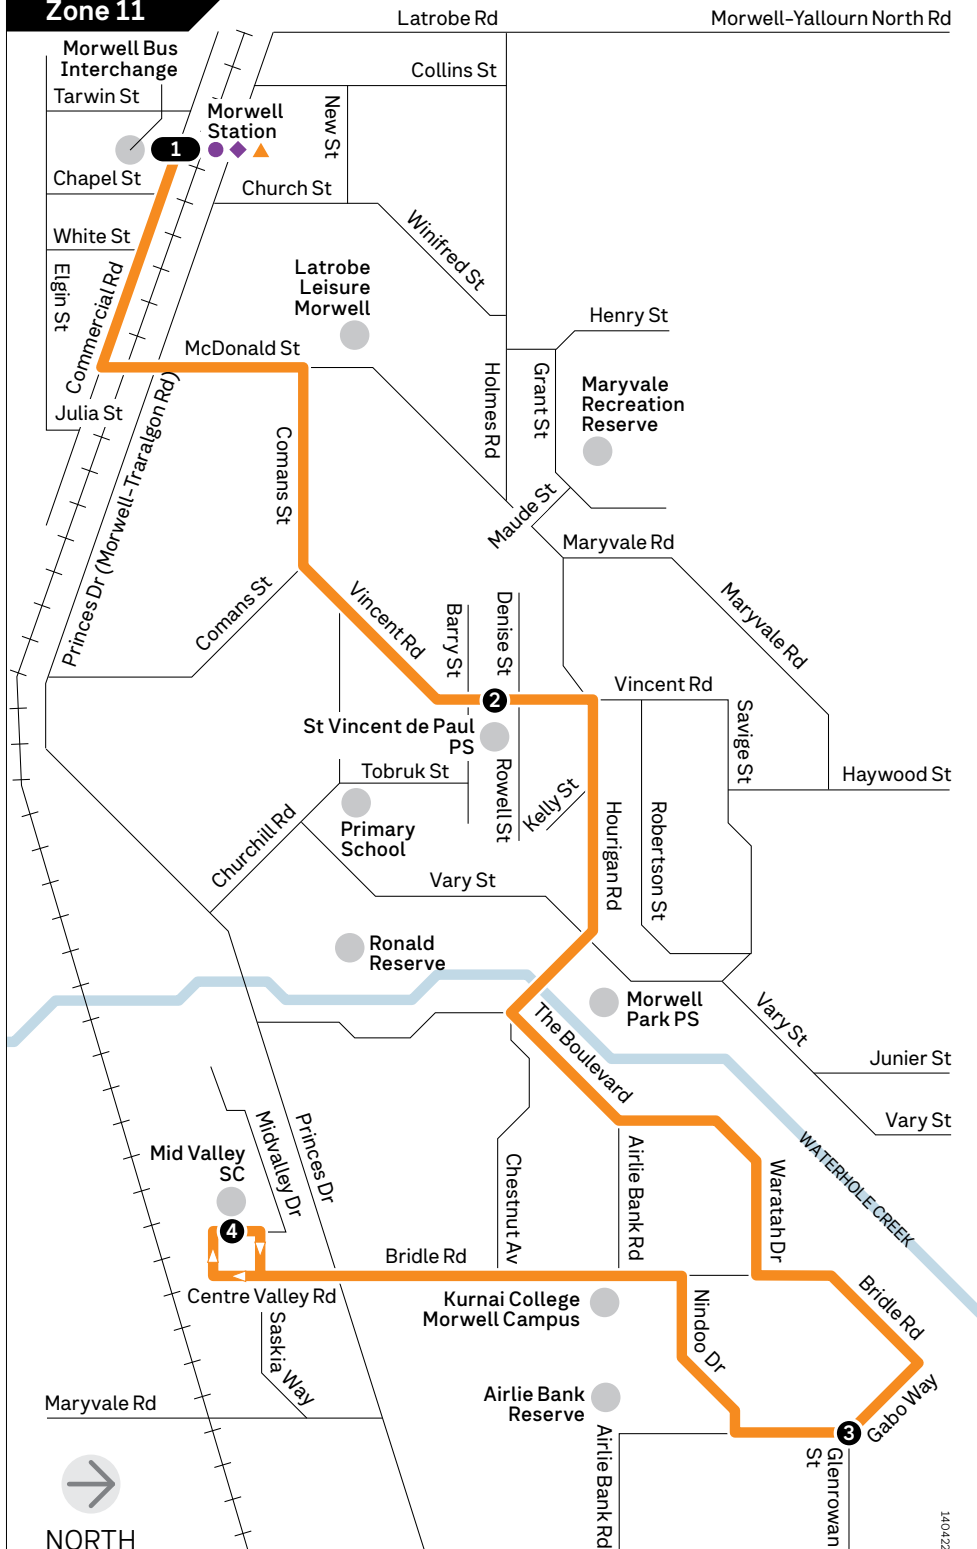 Zone 11
Latrobe Rd
Morwell-Yallourn North Rd
Morwell Bus
Interchange
Collins St
Tarwin St
New St
Morwell
Station
1
Chapel St
Church St
White St
Winifred St
Elgin St
Commercial Rd
Latrobe
Leisure
Morwell
Henry St
McDonald St
Holmes Rd
Grant St
Maryvale
Recreation
Reserve
Julia St
Princes Dr (Morwell-Traralgon Rd)
Comans St
Maude St
Maryvale Rd
Comans St
Vincent Rd
Barry St
Denise St
Maryvale Rd
Vincent Rd
2
St Vincent de Paul
PS
Savige St
Tobruk St
Rowell St
Kelly St
Haywood St
Churchill Rd
Primary
School
Hourigan Rd
Robertson St
Vary St
Ronald
Reserve
Morwell
Park PS
Vary St
The Boulevard
Junier St
Vary St
Mid Valley
SC
Midvalley Dr
Princes Dr
Chestnut Av
Airlie Bank Rd
Waratah Dr
WATERHOLE CREEK
4
Bridle Rd
Centre Valley Rd
Kurnai College
Morwell Campus
Nindoo Dr
Bridle Rd
Saskia Way
Maryvale Rd
Airlie Bank
Reserve
Gabo Way
3
Airlie Bank Rd
Glenrowan
St
NORTH
140422